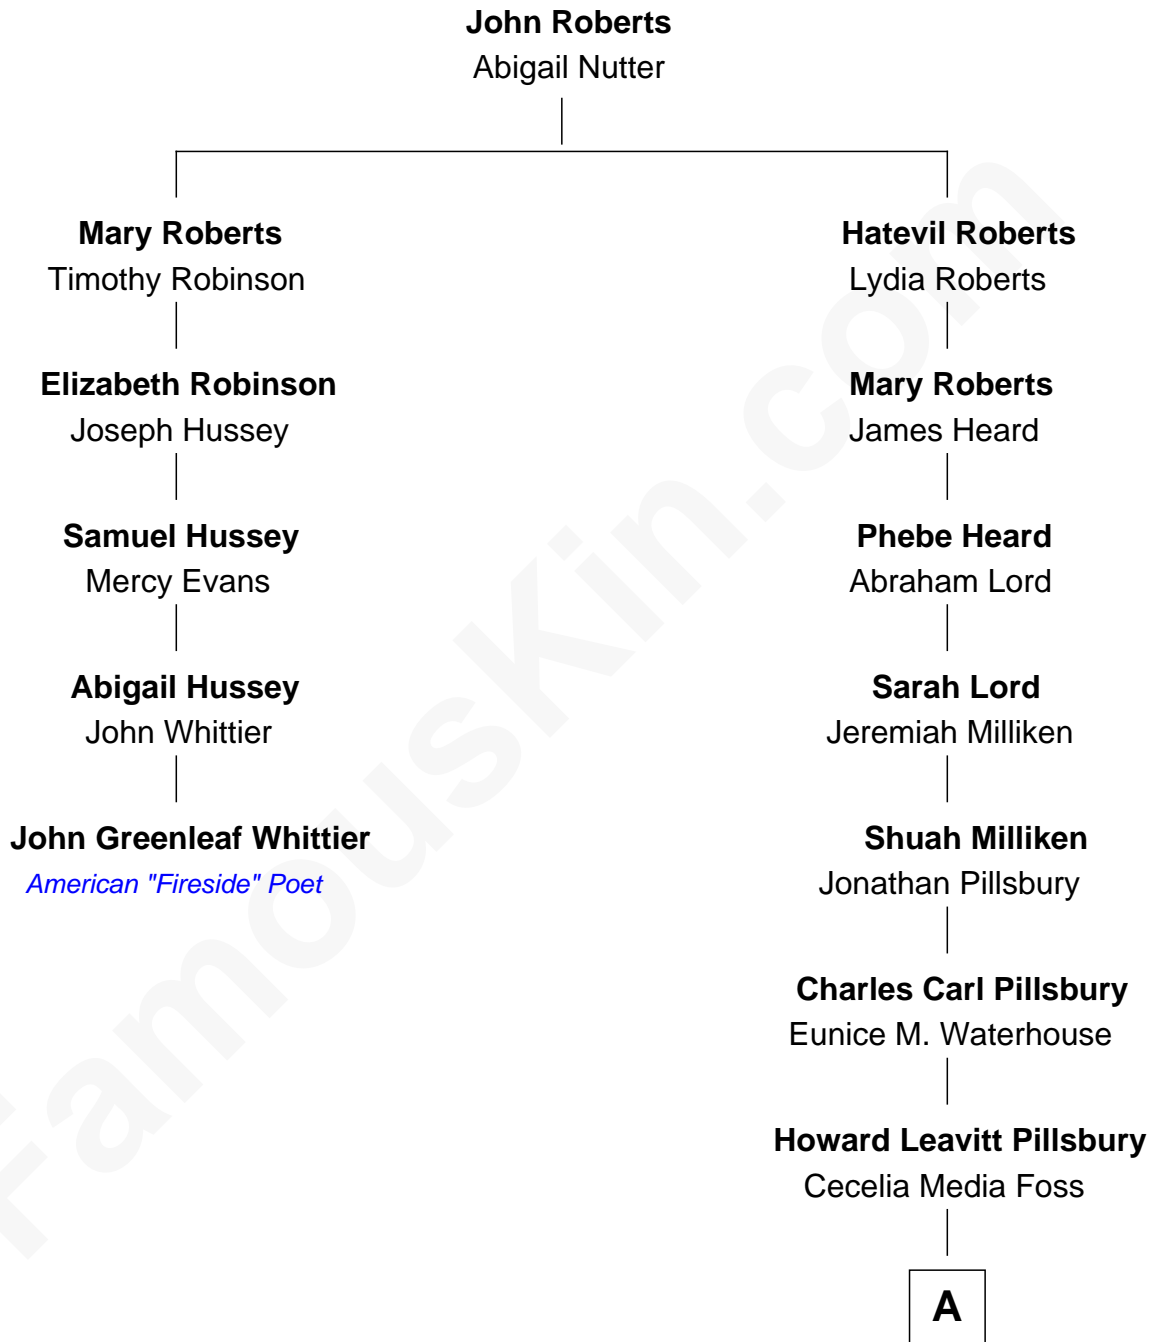 John Roberts
Abigail Nutter
Mary Roberts
Timothy Robinson
Elizabeth Robinson
Joseph Hussey
Samuel Hussey
Mercy Evans
Abigail Hussey
John Whittier
John Greenleaf Whittier
American "Fireside" Poet
Hatevil Roberts
Lydia Roberts
Mary Roberts
James Heard
Phebe Heard
Abraham Lord
Sarah Lord
Jeremiah Milliken
Shuah Milliken
Jonathan Pillsbury
Charles Carl Pillsbury
Eunice M. Waterhouse
Howard Leavitt Pillsbury
Cecelia Media Foss
A
FamousKin.com